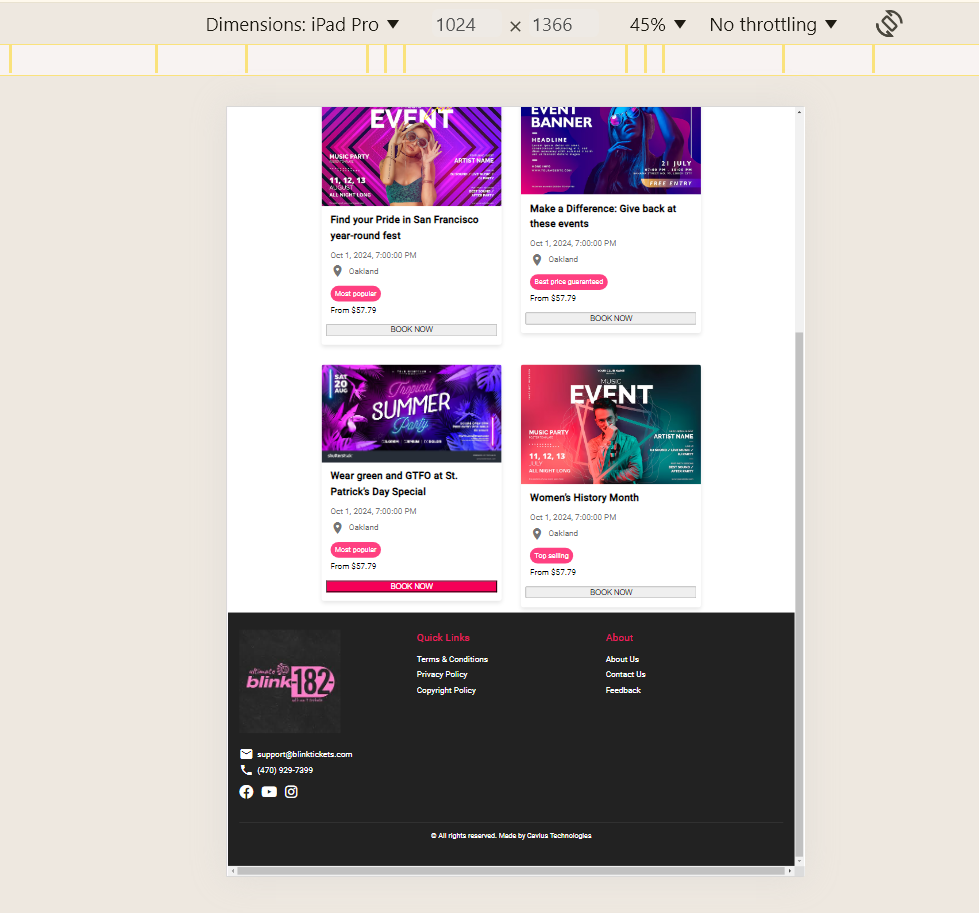 Dimensions: iPad Pro
1024 × 1366
45%
No throttling
EVENT
MUSIC PARTY
11, 12, 13
AUGUST
ALL NIGHT LONG
ARTIST NAME
Find your Pride in San Francisco
year-round fest
Oct 1, 2024, 7:00:00 PM
Oakland
Most popular
From $57.79
BOOK NOW
EVENT
BANNER
HEADLINE
21 JULY
FREE ENTRY
Make a Difference: Give back at
these events
Oct 1, 2024, 7:00:00 PM
Oakland
Best price guaranteed
From $57.79
BOOK NOW
SAT
20
AUG
Tropical
SUMMER
Party
Wear green and GTFO at St.
Patrick's Day Special
Oct 1, 2024, 7:00:00 PM
Oakland
Most popular
From $57.79
BOOK NOW
MUSIC
EVENT
MUSIC PARTY
11, 12, 13
JULY
ALL NIGHT LONG
ARTIST NAME
Women's History Month
Oct 1, 2024, 7:00:00 PM
Oakland
Top selling
From $57.79
BOOK NOW
ultimate
blink-182
Quick Links
Terms & Conditions
Privacy Policy
Copyright Policy
About
About Us
Contact Us
Feedback
support@blinktickets.com
(470) 929-7399
© All rights reserved. Made by Cavius Technologies